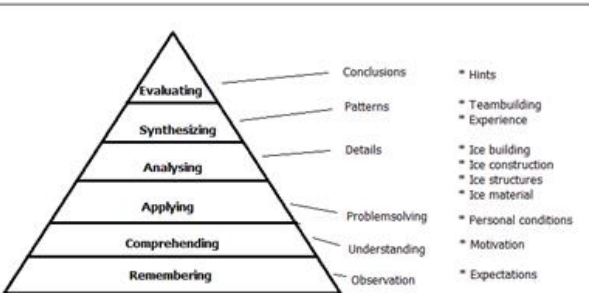 Evaluating Conclusions * Hints
Synthesizing Patterns * Teambuilding
* Experience
Analysing Details * Ice building
* Ice construction
* Ice structures
* Ice material
Applying Problemsolving * Personal conditions
Comprehending Understanding * Motivation
Remembering Observation * Expectations